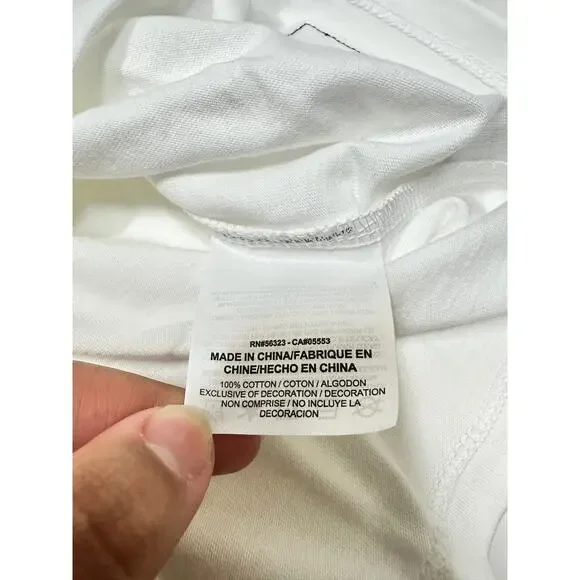 RN#56323 - CA#05553
MADE IN CHINA/FABRIQUE EN
CHINE/HECHO EN CHINA
100% COTTON / COTON / ALGODON
EXCLUSIVE OF DECORATION / DECORATION
NON COMPRISE / NO INCLUYE LA
DECORACION